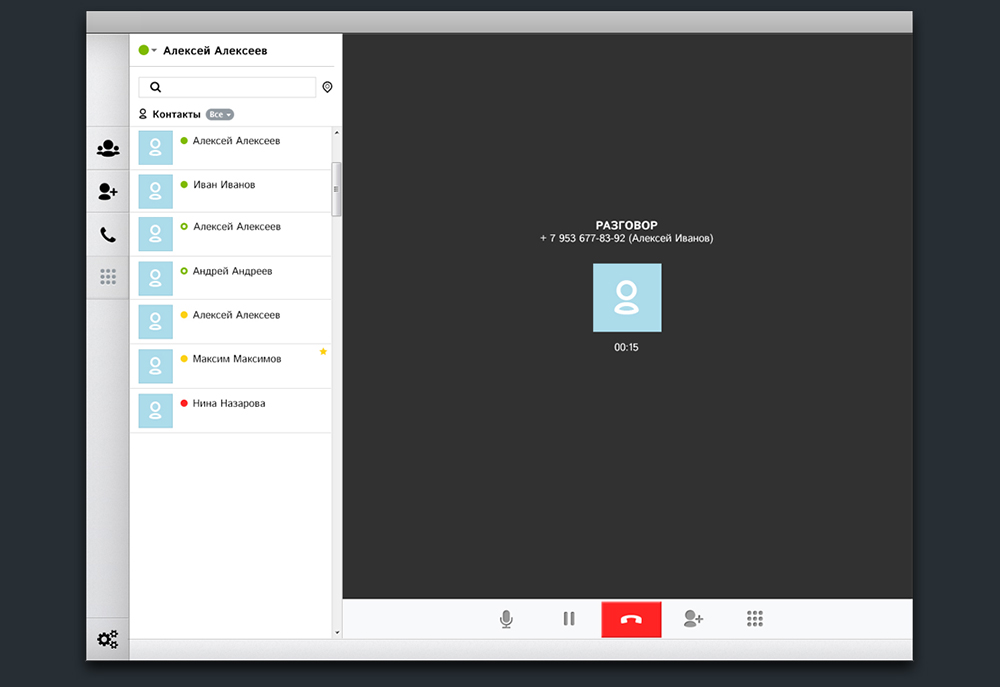 Алексей Алексеев
Контакты Все
Алексей Алексеев
Иван Иванов
Алексей Алексеев
Андрей Андреев
Алексей Алексеев
Максим Максимов
Нина Назарова
РАЗГОВОР
+ 7 953 677-83-92 (Алексей Иванов)
00:15